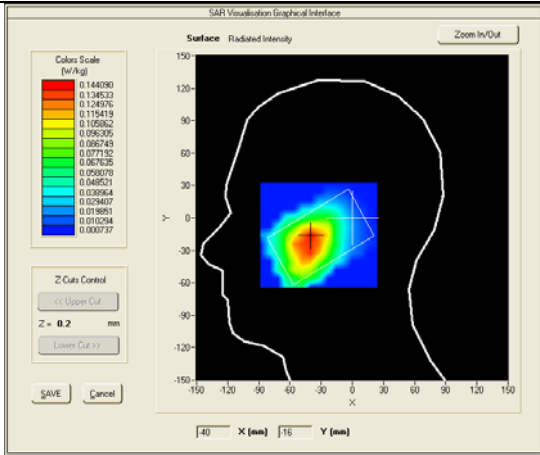 SAR Visualisation Graphical Interface
Surface Radiated Intensity
Zoom In/Out
Colors Scale
(W/kg)
0.144090
0.134533
0.124976
0.115419
0.105862
0.096305
0.086749
0.077192
0.067635
0.058078
0.048521
0.038964
0.029407
0.019851
0.010294
0.000737
Z Cuts Control
<< Upper Cut
Z = 0.2 mm
Lower Cut >>
SAVE Cancel
150-
120-
90-
60-
30-
0-
-30-
-60-
-90-
-120-
-150-
Y
-150 -120 -90 -60 -30 0 30 60 90 120 150
X
-40 X (mm) -16 Y (mm)